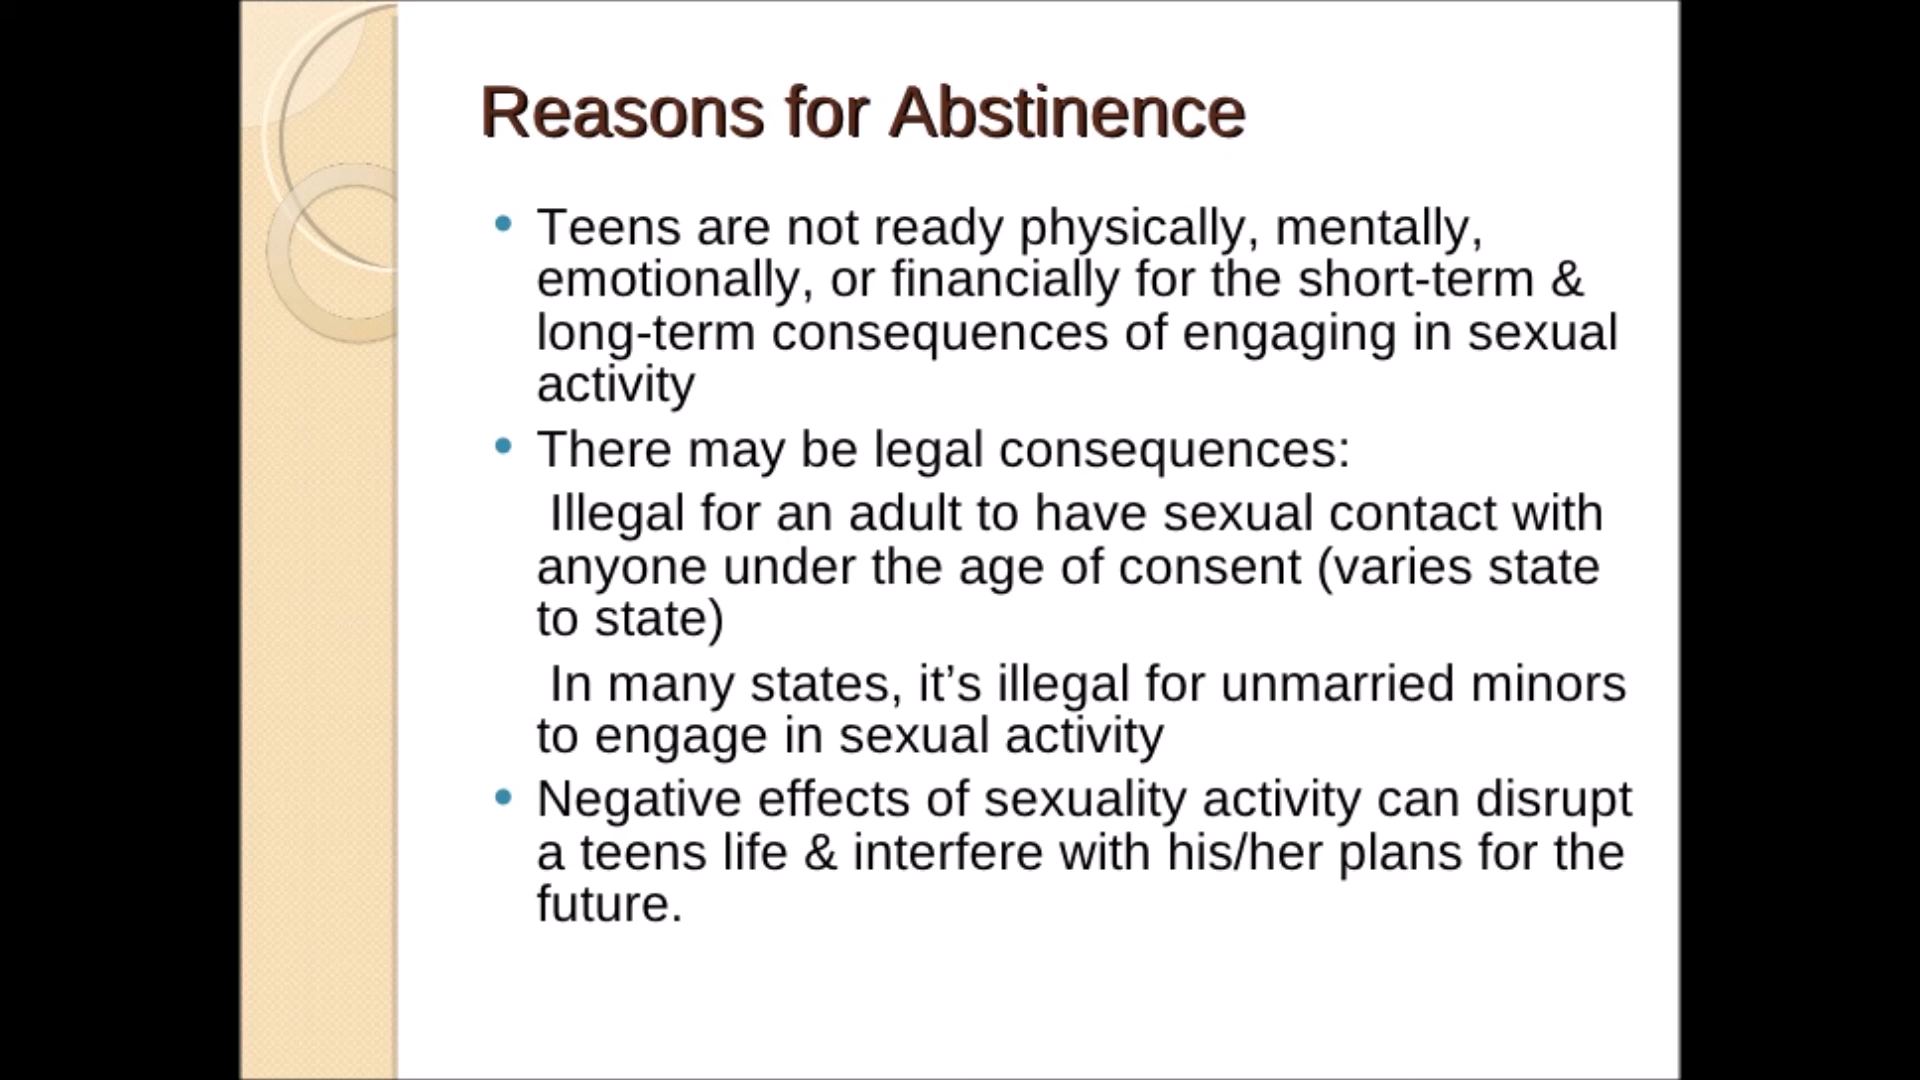 Reasons for Abstinence
• Teens are not ready physically, mentally,
emotionally, or financially for the short-term &
long-term consequences of engaging in sexual
activity
• There may be legal consequences:
Illegal for an adult to have sexual contact with
anyone under the age of consent (varies state
to state)
In many states, it’s illegal for unmarried minors
to engage in sexual activity
• Negative effects of sexuality activity can disrupt
a teens life & interfere with his/her plans for the
future.